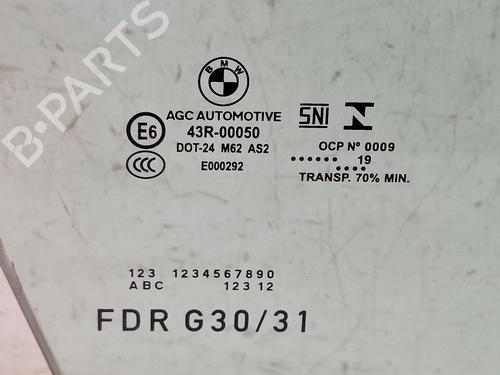 BMW
AGC AUTOMOTIVE
E6 43R-00050
DOT-24 M62 AS2
CCC E000292
SNI N
OCP Nº 0009
•••••• 19
••••
TRANSP. 70% MIN.
123 1234567890
ABC 123 12
FDR G30/31
B-PARTS